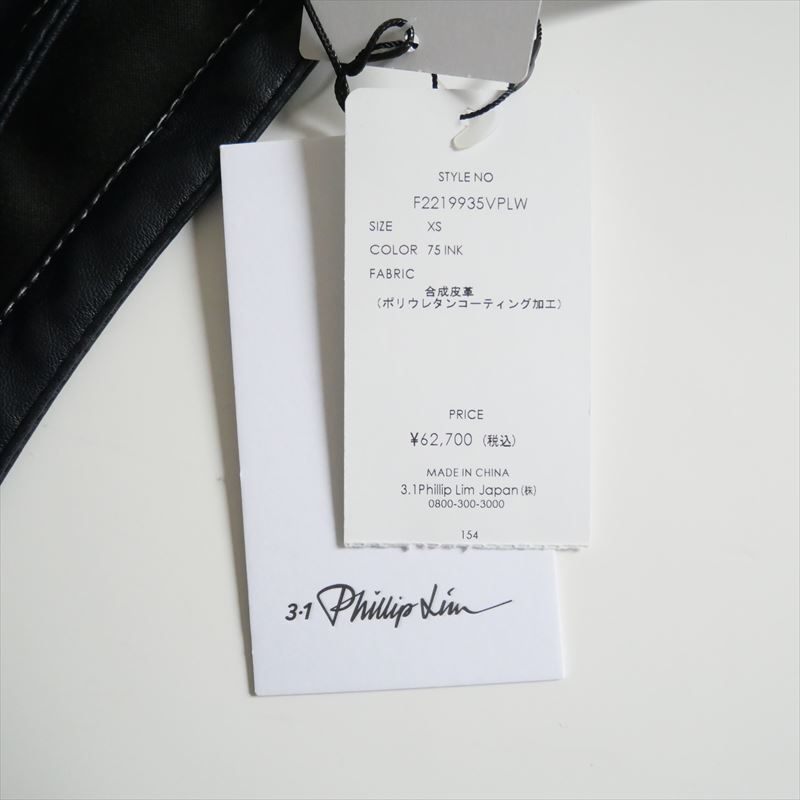 STYLE NO
F2219935VPLW
SIZE XS
COLOR 75 INK
FABRIC
合成皮革
(ポリウレタンコーティング加工)
PRICE
¥62,700 (税込)
MADE IN CHINA
3.1Phillip Lim Japan(株)
0800-300-3000
154
3.1 Phillip Lim